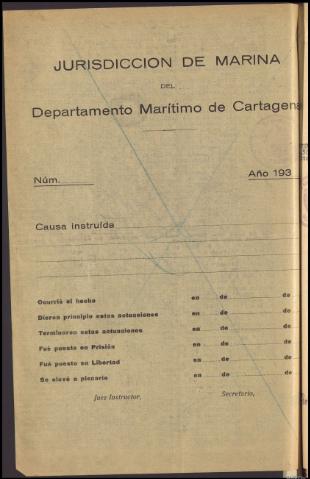 JURISDICCION DE MARINA
DEL
Departamento Marítimo de Cartagena
Núm. Año 193
Causa instruída
Ocurrió el hecho en de de
Dieron principio estas actuaciones en de de
Terminaron estas actuaciones en de de
Fué puesto en Prisión en de de
Fué puesto en Libertad en de de
Se elevó a plenario en de de
Juez Instructor, Secretario,